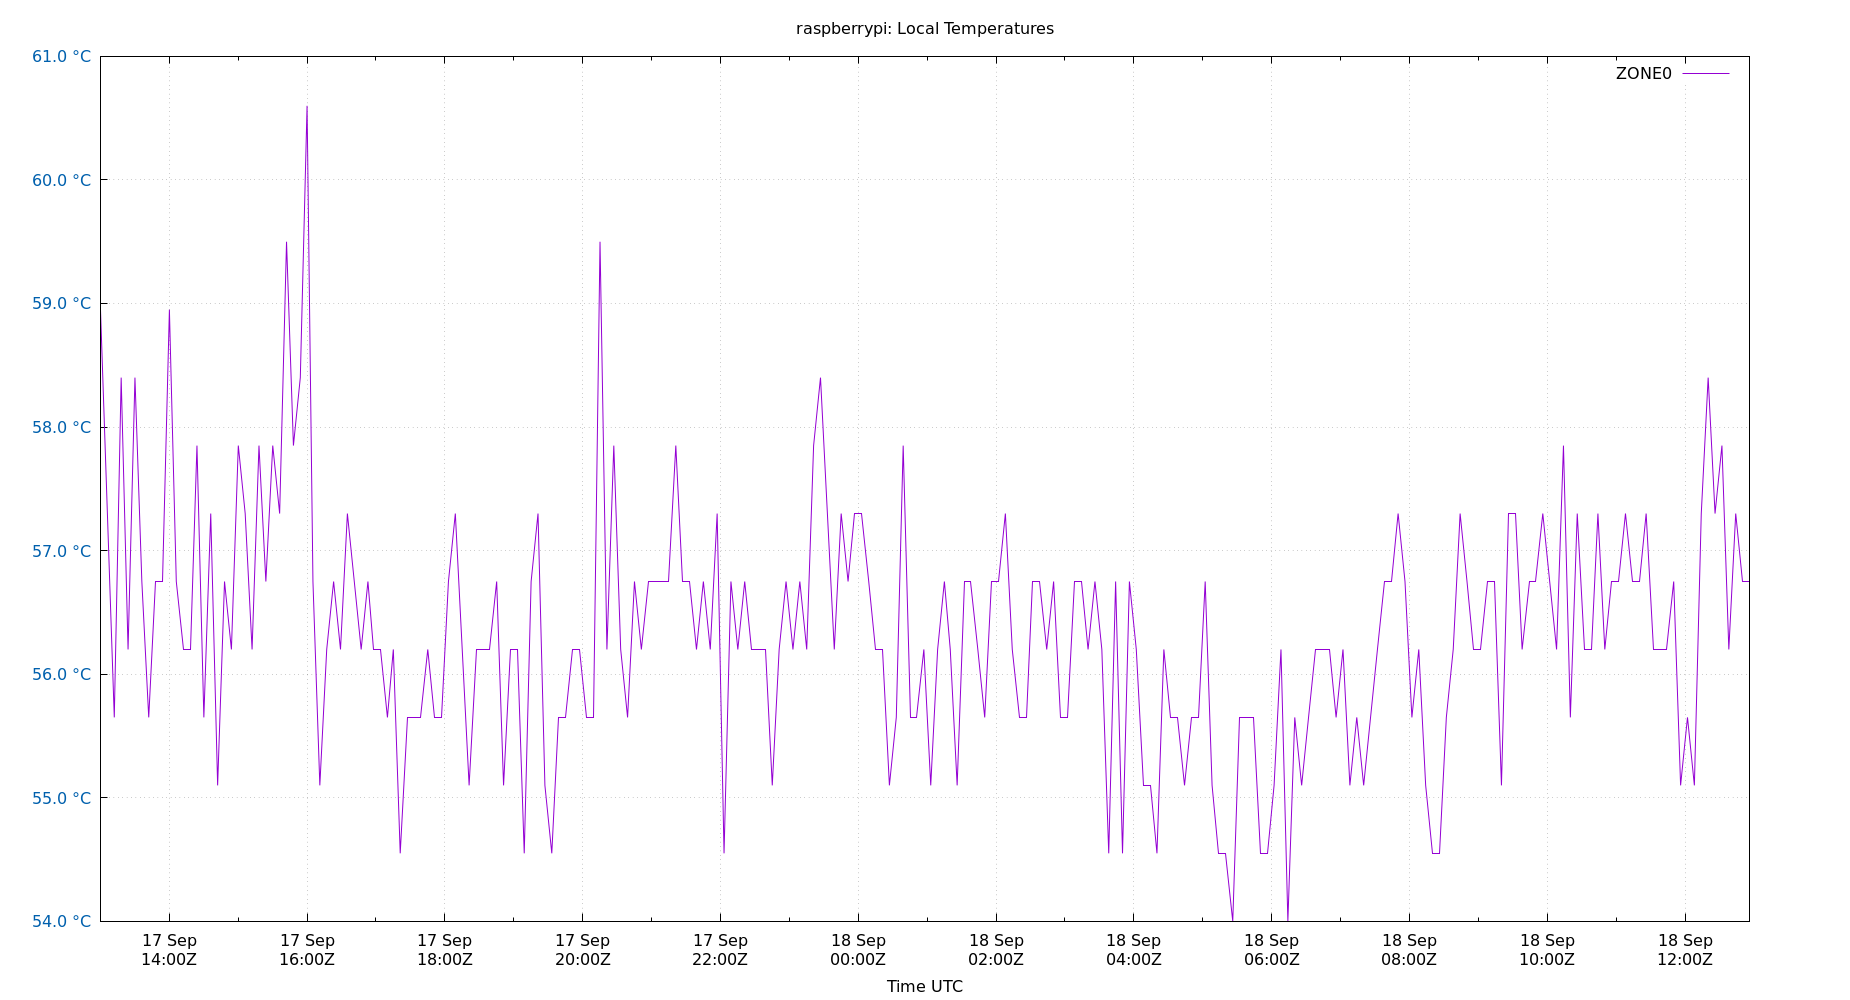 raspberrypi: Local Temperatures
61.0 °C
60.0 °C
59.0 °C
58.0 °C
57.0 °C
56.0 °C
55.0 °C
54.0 °C
ZONE0
17 Sep 17 Sep 17 Sep 17 Sep 17 Sep 18 Sep 18 Sep 18 Sep 18 Sep 18 Sep 18 Sep 18 Sep
14:00Z 16:00Z 18:00Z 20:00Z 22:00Z 00:00Z 02:00Z 04:00Z 06:00Z 08:00Z 10:00Z 12:00Z
Time UTC